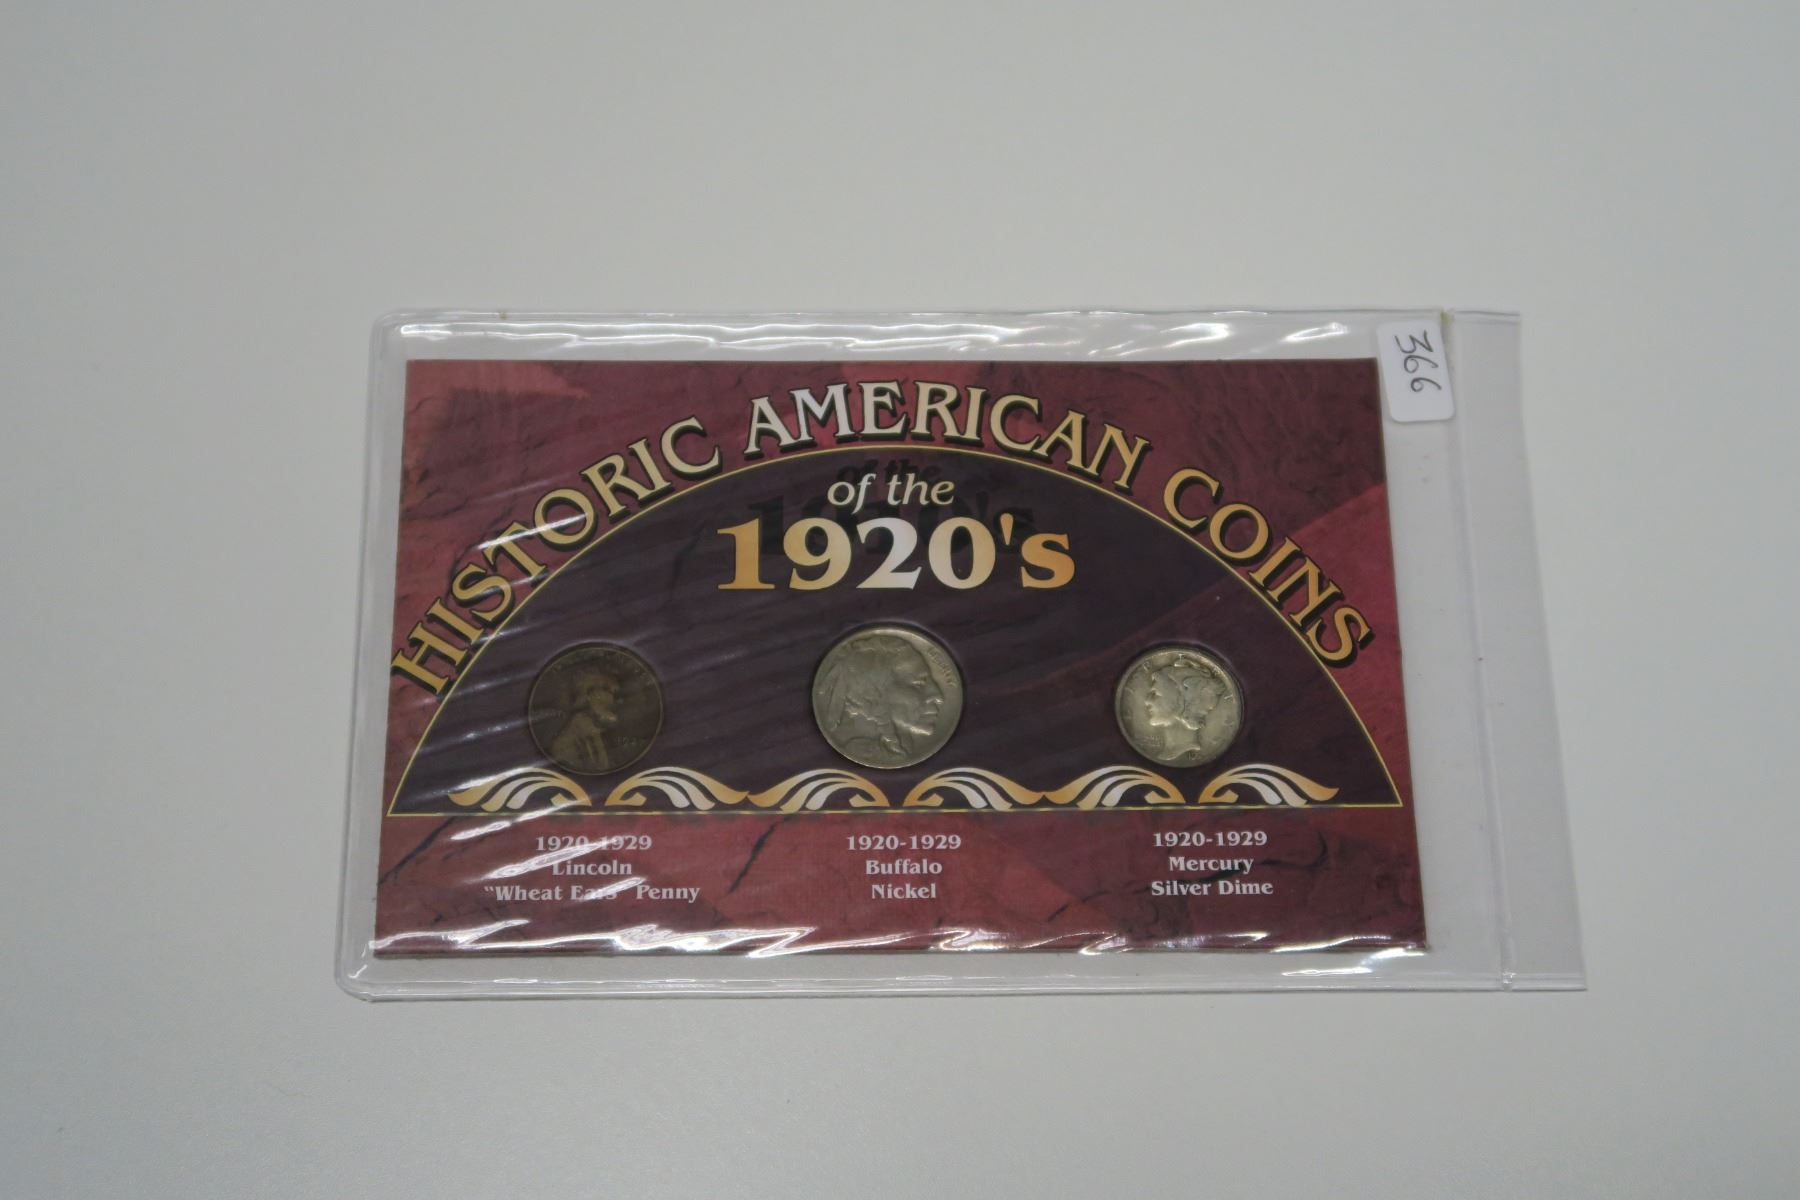 366
HISTORIC AMERICAN COINS
of the
1920's
1920-1929
Lincoln
"Wheat Ears" Penny
1920-1929
Buffalo
Nickel
1920-1929
Mercury
Silver Dime